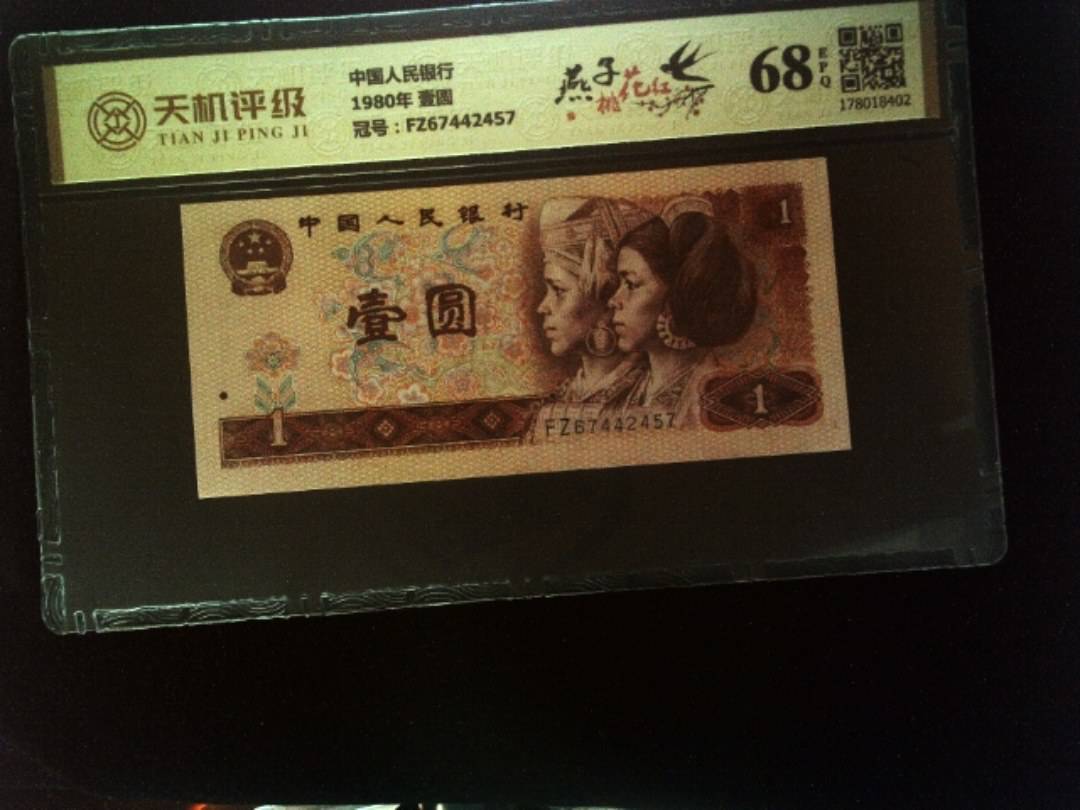 天机评级
TIAN JI PING JI
中国人民银行
1980年 壹圆
冠号：FZ67442457
燕子
桃花红
68
EPQ
178018402
中国人民银行
壹圆
1
1
1
FZ67442457